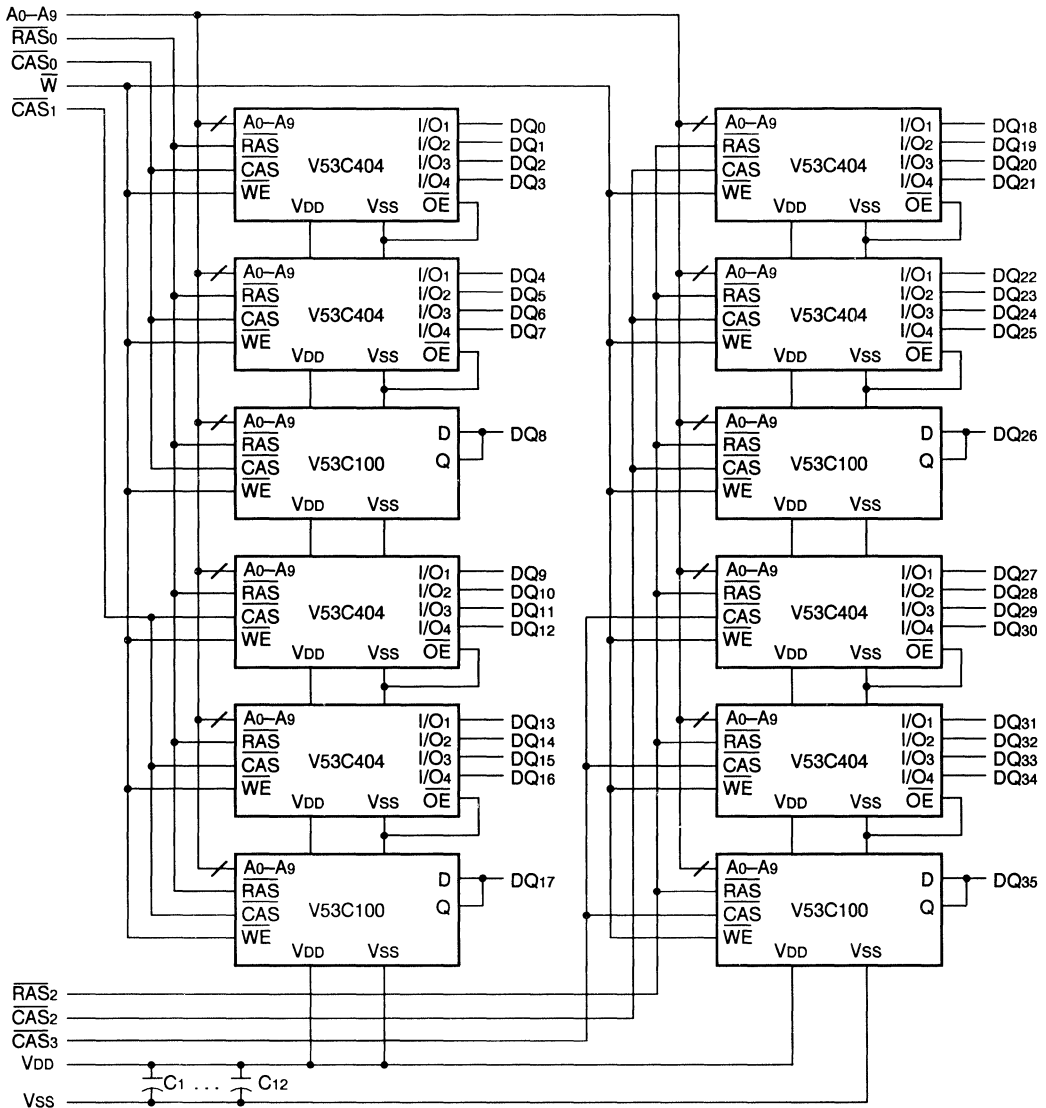 A0–A9
RAS0
CAS0
W
CAS1
A0–A9
RAS
CAS
WE
V53C404
VDD
VSS
I/O1
I/O2
I/O3
I/O4
OE
DQ0
DQ1
DQ2
DQ3
A0–A9
RAS
CAS
WE
V53C404
VDD
VSS
I/O1
I/O2
I/O3
I/O4
OE
DQ4
DQ5
DQ6
DQ7
A0–A9
RAS
CAS
WE
V53C100
VDD
VSS
D
Q
DQ8
A0–A9
RAS
CAS
WE
V53C404
VDD
VSS
I/O1
I/O2
I/O3
I/O4
OE
DQ9
DQ10
DQ11
DQ12
A0–A9
RAS
CAS
WE
V53C404
VDD
VSS
I/O1
I/O2
I/O3
I/O4
OE
DQ13
DQ14
DQ15
DQ16
A0–A9
RAS
CAS
WE
V53C100
VDD
VSS
D
Q
DQ17
A0–A9
RAS
CAS
WE
V53C404
VDD
VSS
I/O1
I/O2
I/O3
I/O4
OE
DQ18
DQ19
DQ20
DQ21
A0–A9
RAS
CAS
WE
V53C404
VDD
VSS
I/O1
I/O2
I/O3
I/O4
OE
DQ22
DQ23
DQ24
DQ25
A0–A9
RAS
CAS
WE
V53C100
VDD
VSS
D
Q
DQ26
A0–A9
RAS
CAS
WE
V53C404
VDD
VSS
I/O1
I/O2
I/O3
I/O4
OE
DQ27
DQ28
DQ29
DQ30
A0–A9
RAS
CAS
WE
V53C404
VDD
VSS
I/O1
I/O2
I/O3
I/O4
OE
DQ31
DQ32
DQ33
DQ34
A0–A9
RAS
CAS
WE
V53C100
VDD
VSS
D
Q
DQ35
RAS2
CAS2
CAS3
VDD
C1 ... C12
VSS